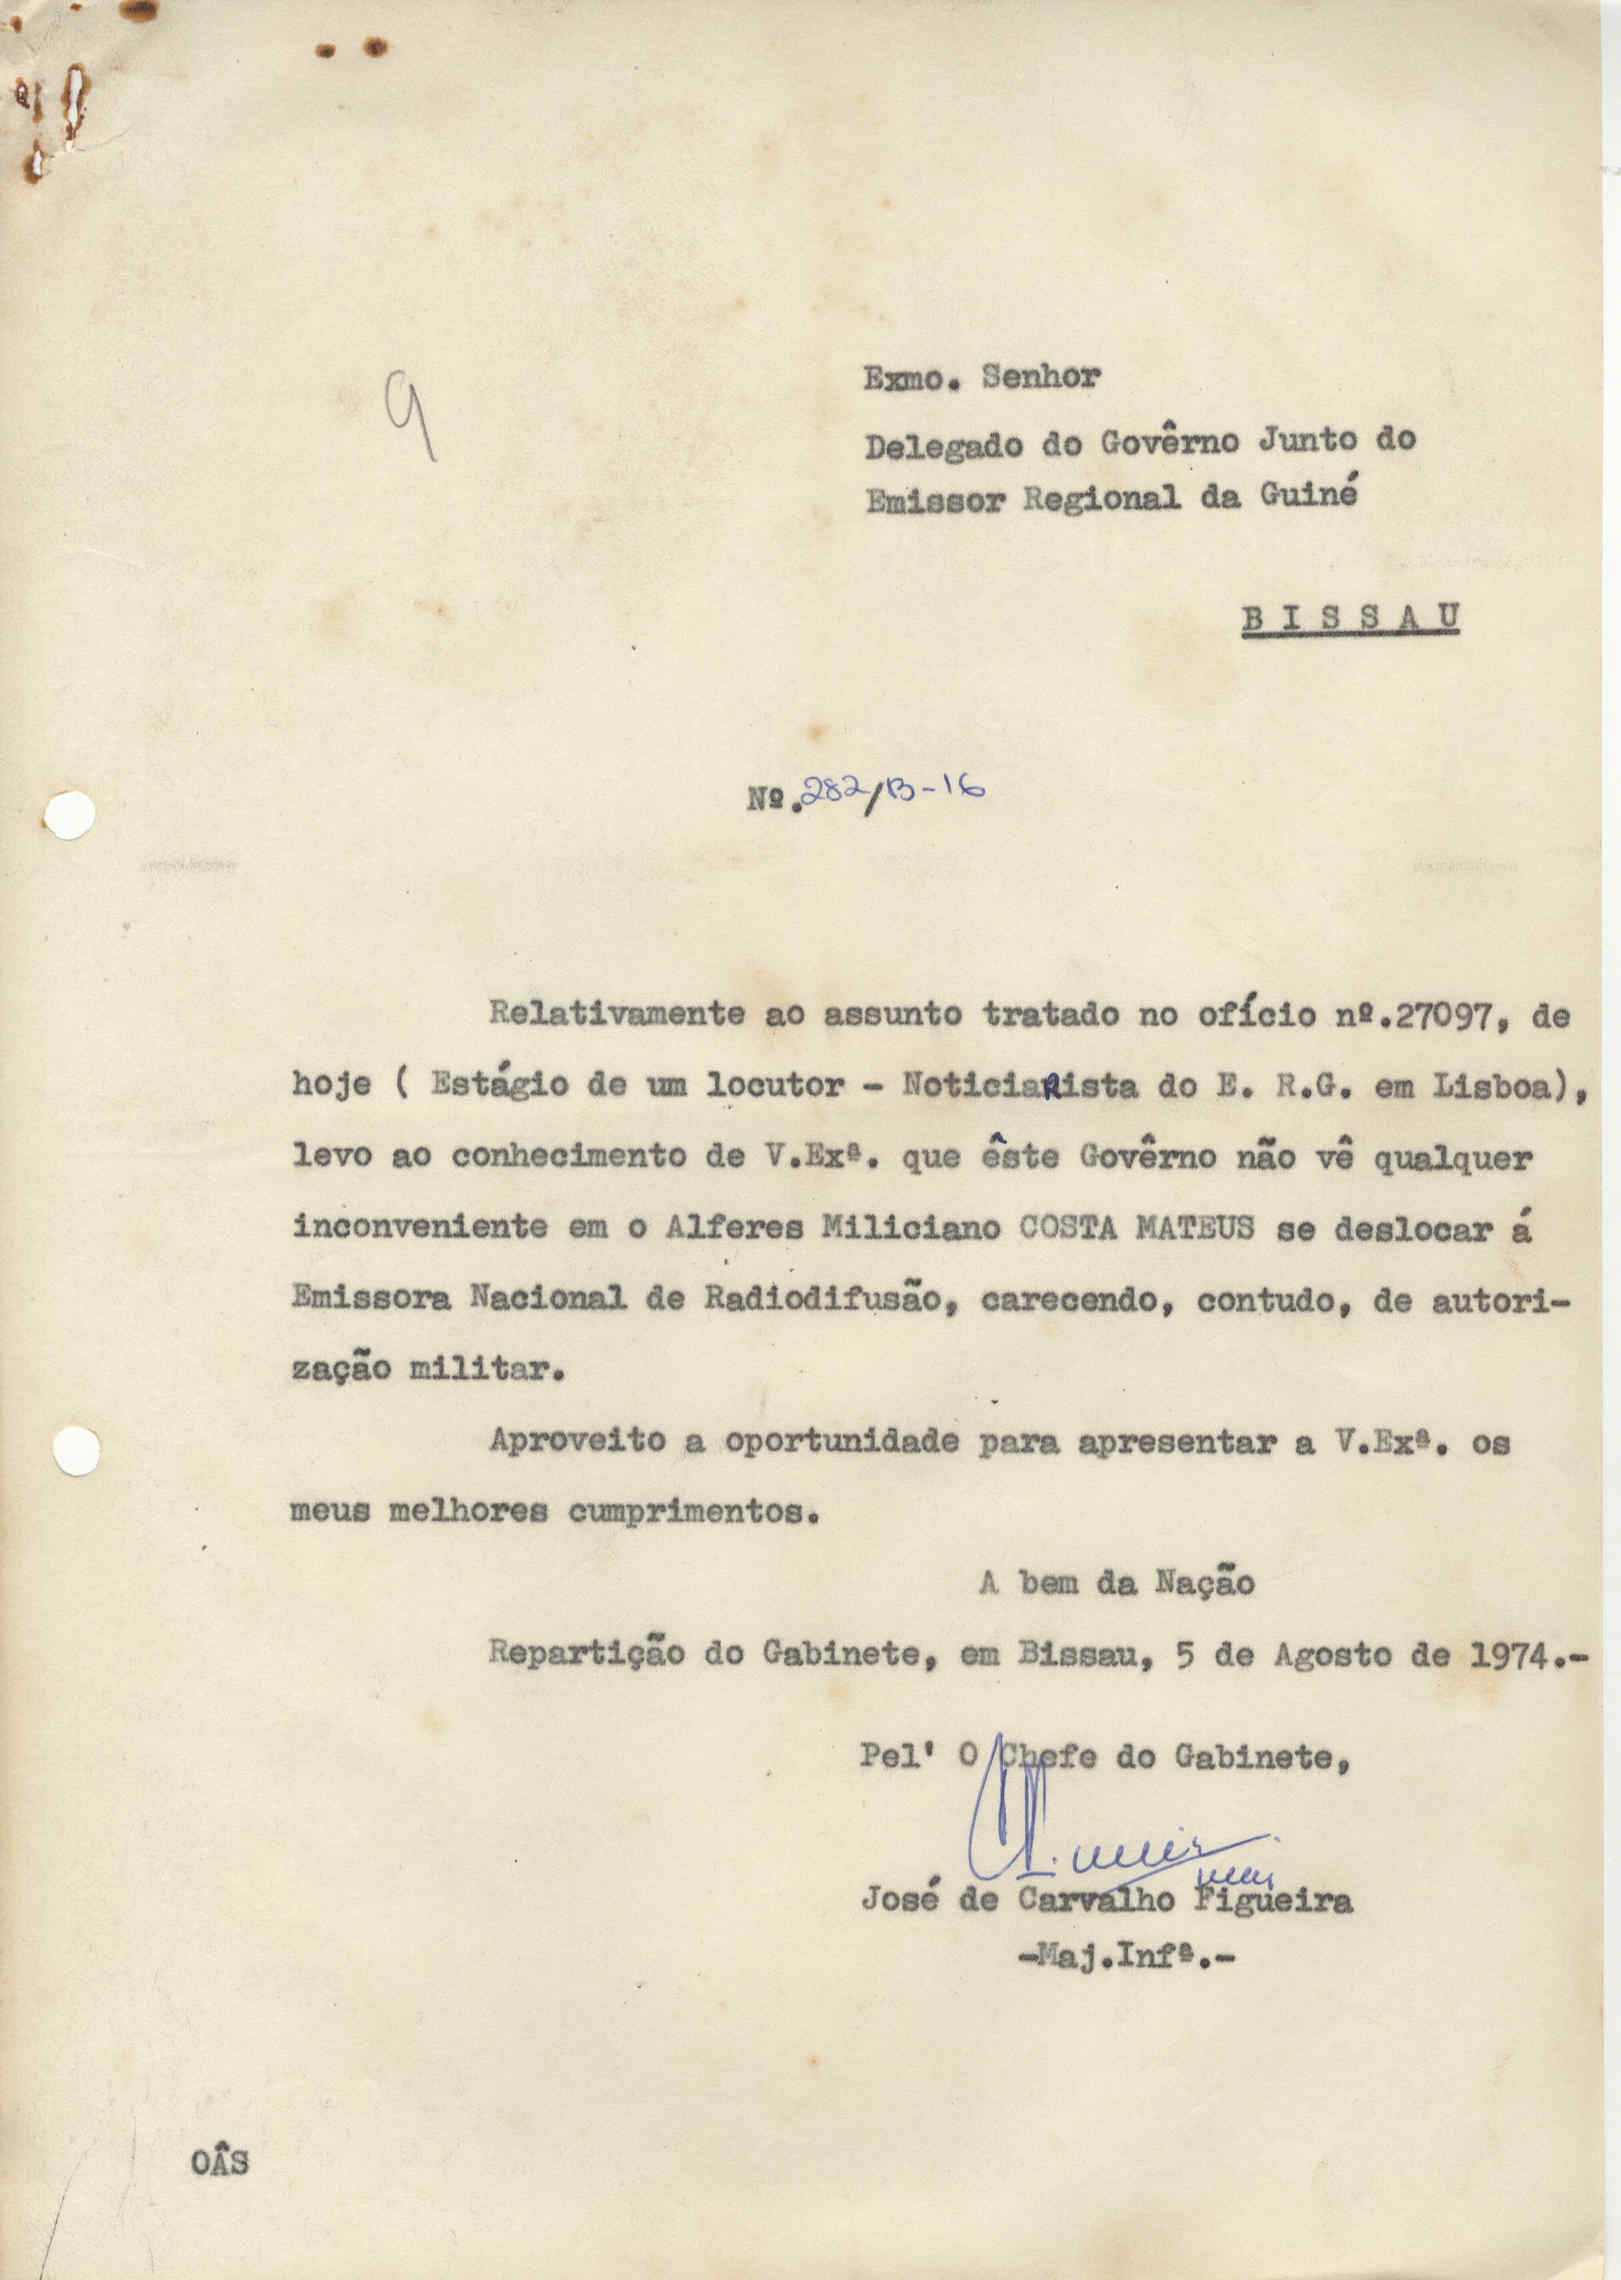 9
Exmo. Senhor
Delegado do Govêrno Junto do
Emissor Regional da Guiné
B I S S A U
Nº.282/B-16
Relativamente ao assunto tratado no ofício nº.27097, de
hoje ( Estágio de um locutor - NoticiaRista do E. R.G. em Lisboa),
levo ao conhecimento de V.Exª. que êste Govêrno não vê qualquer
inconveniente em o Alferes Miliciano COSTA MATEUS se deslocar á
Emissora Nacional de Radiodifusão, carecendo, contudo, de autori-
zação militar.
Aproveito a oportunidade para apresentar a V.Exª. os
meus melhores cumprimentos.
A bem da Nação
Repartição do Gabinete, em Bissau, 5 de Agosto de 1974.-
Pel' O Chefe do Gabinete,
José de Carvalho Figueira
-Maj.Infª.-
OÂS